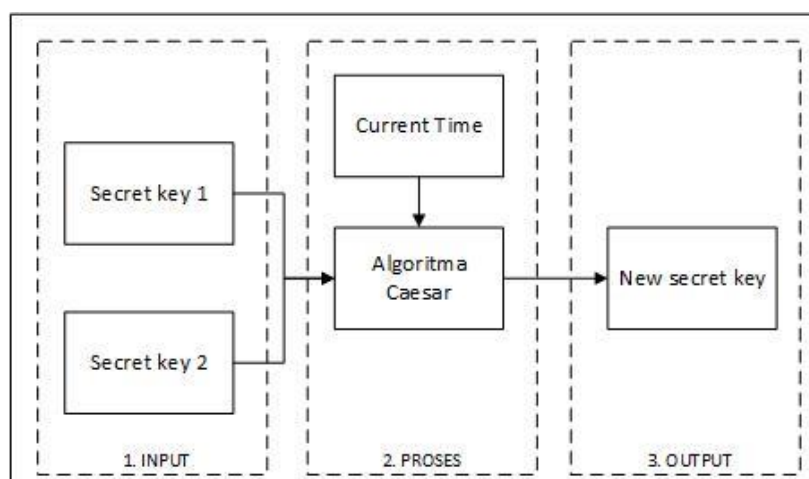 Secret key 1
Secret key 2
1. INPUT
Current Time
Algoritma
Caesar
2. PROSES
New secret key
3. OUTPUT